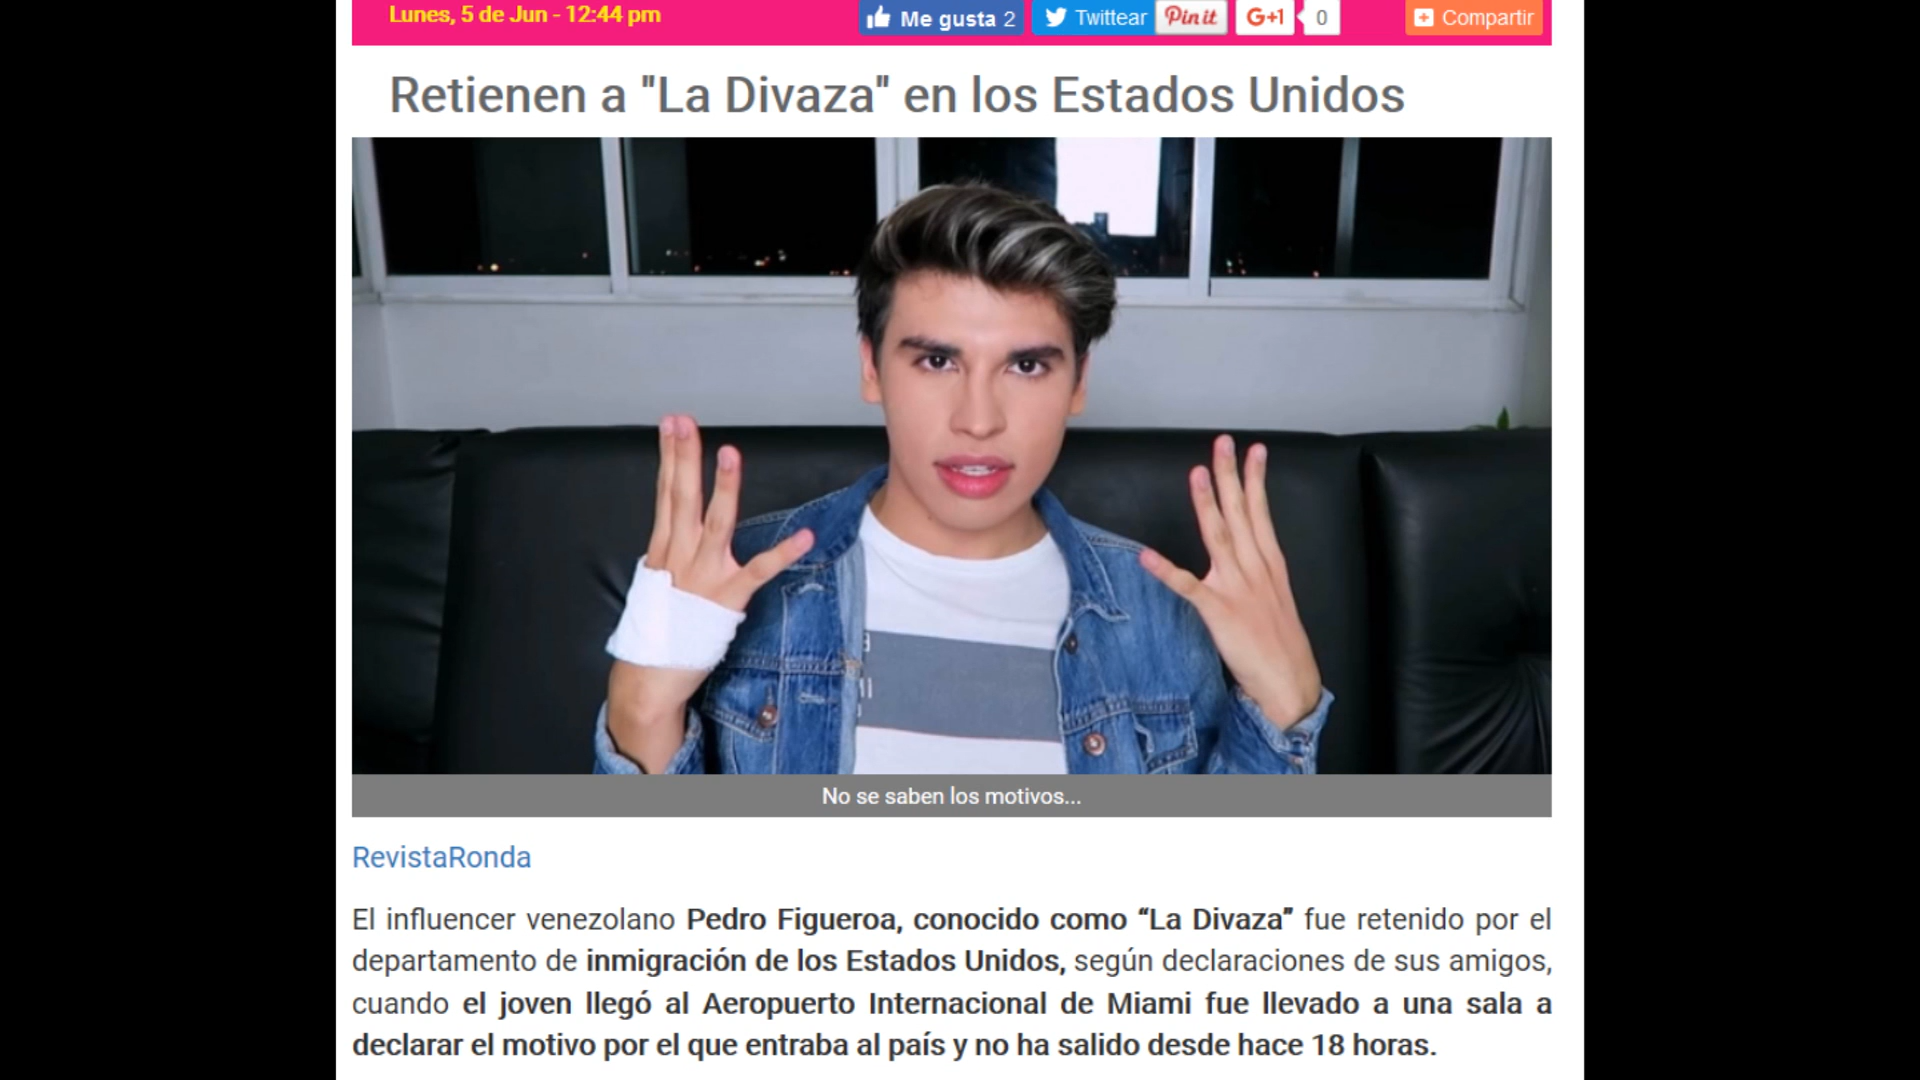 Lunes, 5 de Jun - 12:44 pm
Me gusta 2
Twittear
Pin it
G+1
0
Compartir
Retienen a "La Divaza" en los Estados Unidos
No se saben los motivos...
RevistaRonda
El influencer venezolano Pedro Figueroa, conocido como “La Divaza” fue retenido por el
departamento de inmigración de los Estados Unidos, según declaraciones de sus amigos,
cuando el joven llegó al Aeropuerto Internacional de Miami fue llevado a una sala a
declarar el motivo por el que entraba al país y no ha salido desde hace 18 horas.